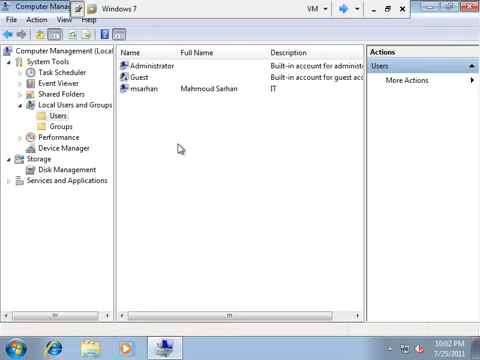 Computer Mana
Windows 7
VM
File Action View Help
Computer Management (Local
System Tools
Task Scheduler
Event Viewer
Shared Folders
Local Users and Groups
Users
Groups
Performance
Device Manager
Storage
Disk Management
Services and Applications
Name Full Name Description
Administrator Built-in account for administ
Guest Built-in account for guest acc
msarhan Mahmoud Sarhan IT
Actions
Users
More Actions
10:02 PM
7/25/2011